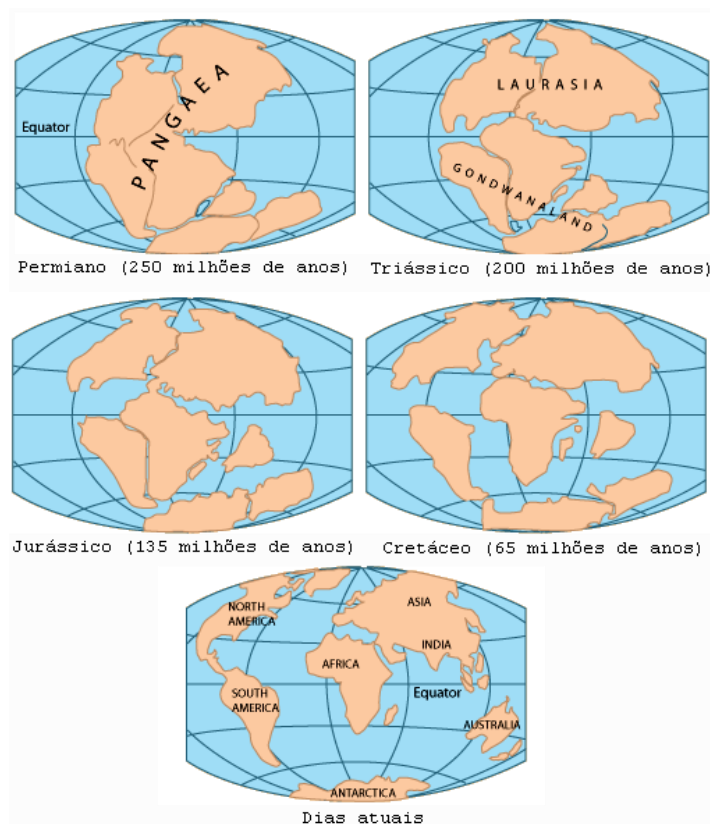 Equator
PANGAEA
LAURASIA
GONDWANALAND
Permiano (250 milhões de anos)
Triássico (200 milhões de anos)
Jurássico (135 milhões de anos)
Cretáceo (65 milhões de anos)
NORTH
AMERICA
ASIA
INDIA
AFRICA
SOUTH
AMERICA
Equator
AUSTRALIA
ANTARCTICA
Dias atuais